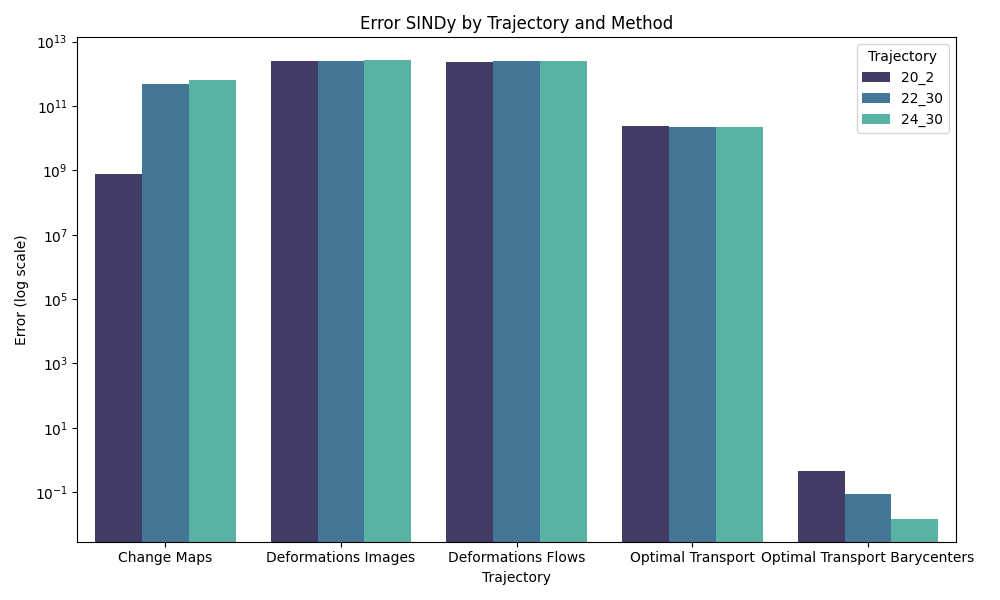 Error SINDy by Trajectory and Method
Error (log scale)
10^13
10^11
10^9
10^7
10^5
10^3
10^1
10^−1
Trajectory
20_2
22_30
24_30
Change Maps
Deformations Images
Deformations Flows
Optimal Transport
Optimal Transport Barycenters
Trajectory